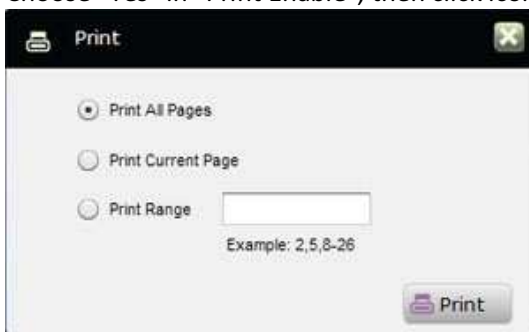 Print
Print All Pages
Print Current Page
Print Range
Example: 2,5,8-26
Print